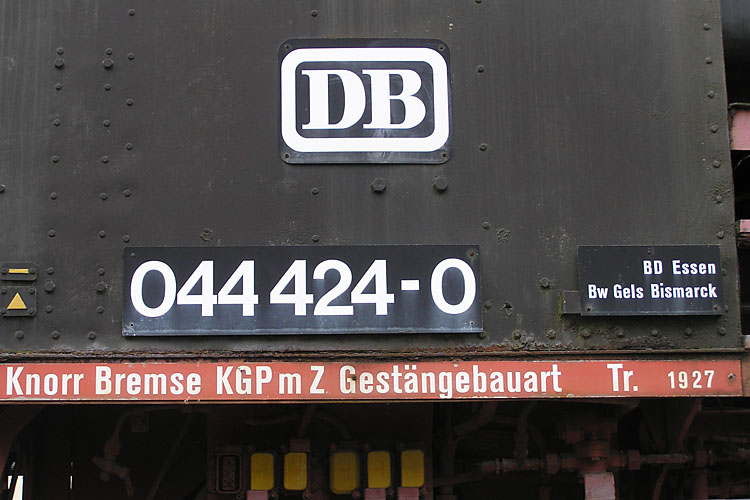 DB
044 424-0
BD Essen
Bw Gels Bismarck
Knorr Bremse KGP m Z Gestängebauart Tr. 1927